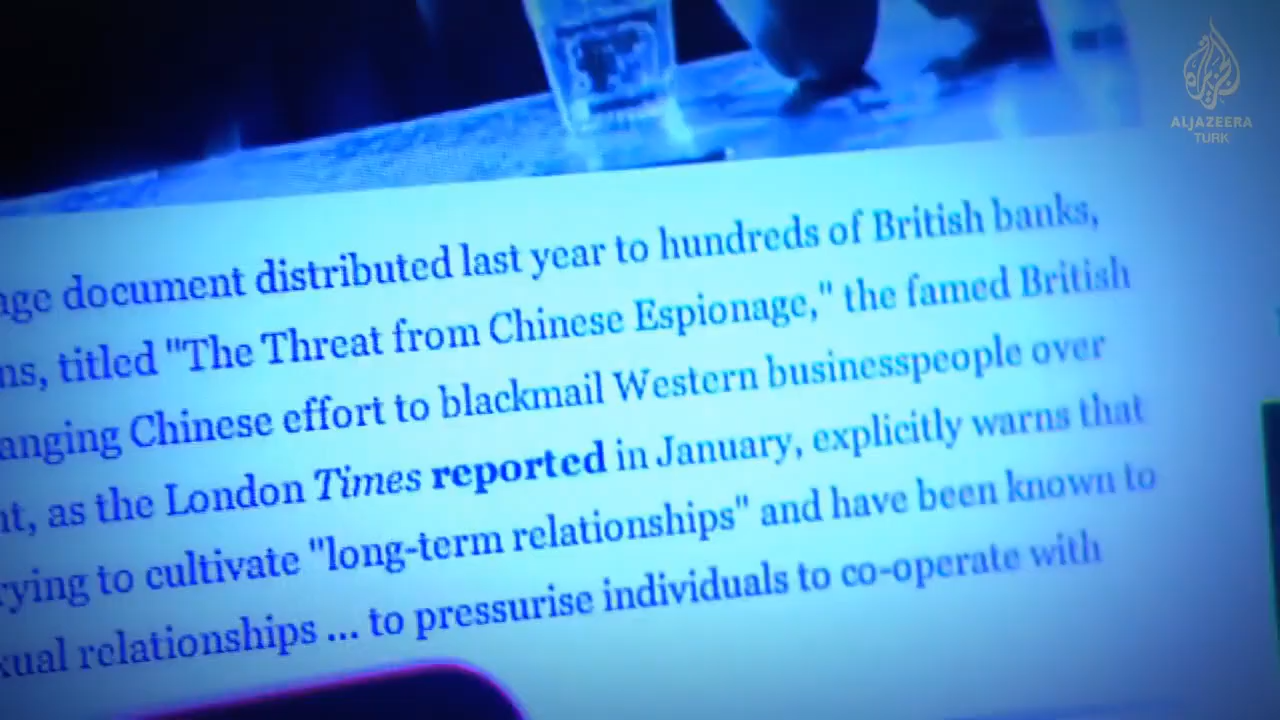 age document distributed last year to hundreds of British banks,
ns, titled "The Threat from Chinese Espionage," the famed British
anging Chinese effort to blackmail Western businesspeople over
nt, as the London Times reported in January, explicitly warns that
rying to cultivate "long-term relationships" and have been known to
xual relationships ... to pressurise individuals to co-operate with
ALJAZEERA
TURK